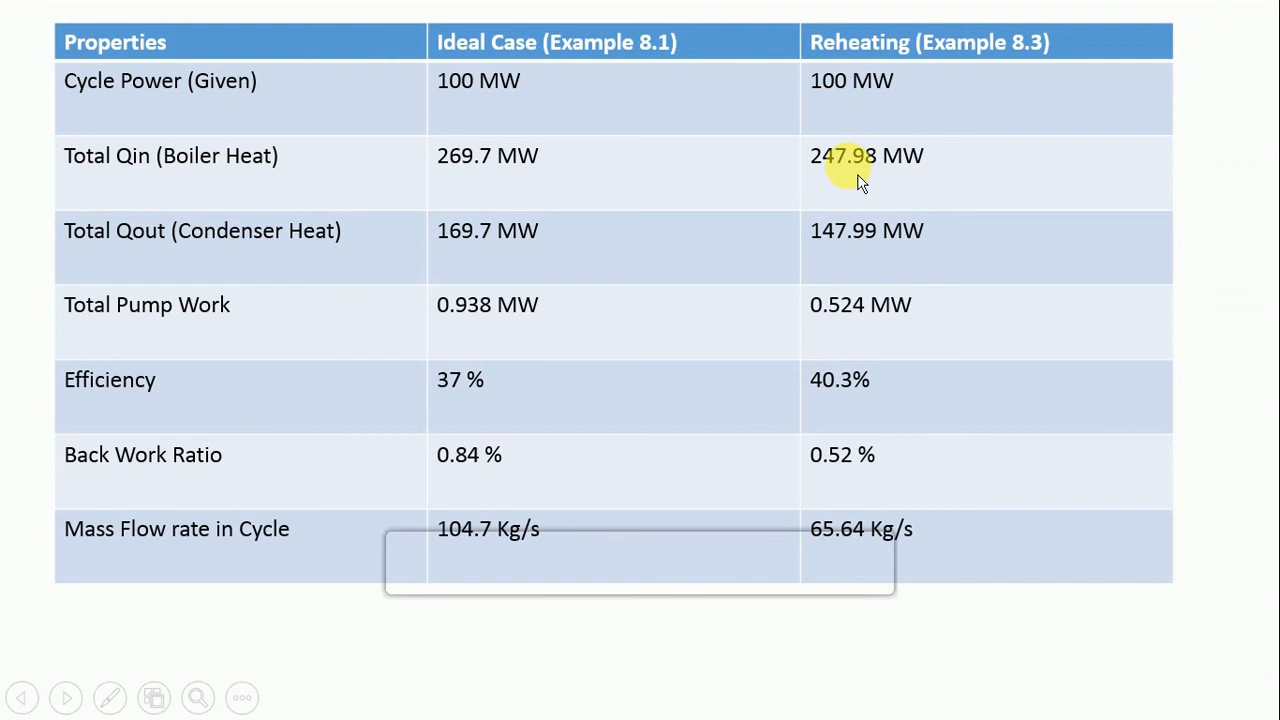 Properties Ideal Case (Example 8.1) Reheating (Example 8.3)
Cycle Power (Given) 100 MW 100 MW
Total Qin (Boiler Heat) 269.7 MW 247.98 MW
Total Qout (Condenser Heat) 169.7 MW 147.99 MW
Total Pump Work 0.938 MW 0.524 MW
Efficiency 37 % 40.3%
Back Work Ratio 0.84 % 0.52 %
Mass Flow rate in Cycle 104.7 Kg/s 65.64 Kg/s